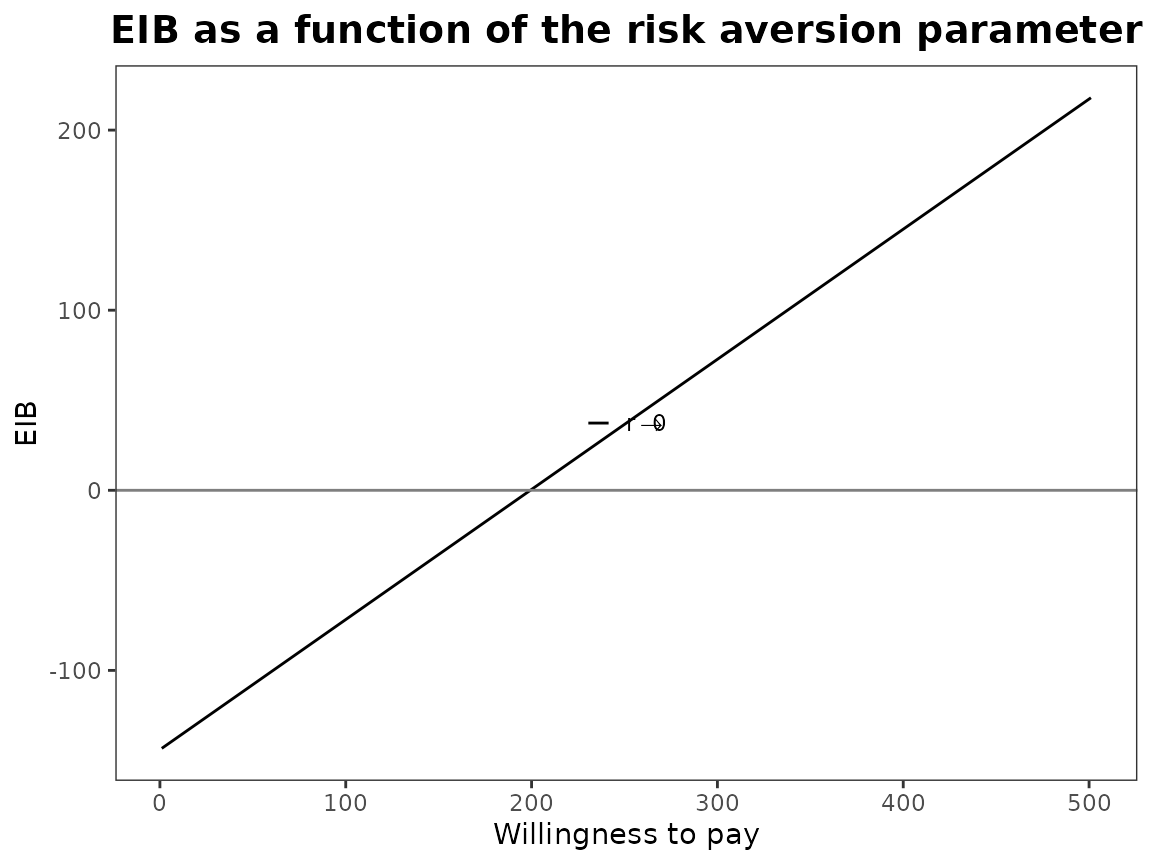 EIB as a function of the risk aversion parameter
200
100
0
-100
EIB
r → 0
0 100 200 300 400 500
Willingness to pay